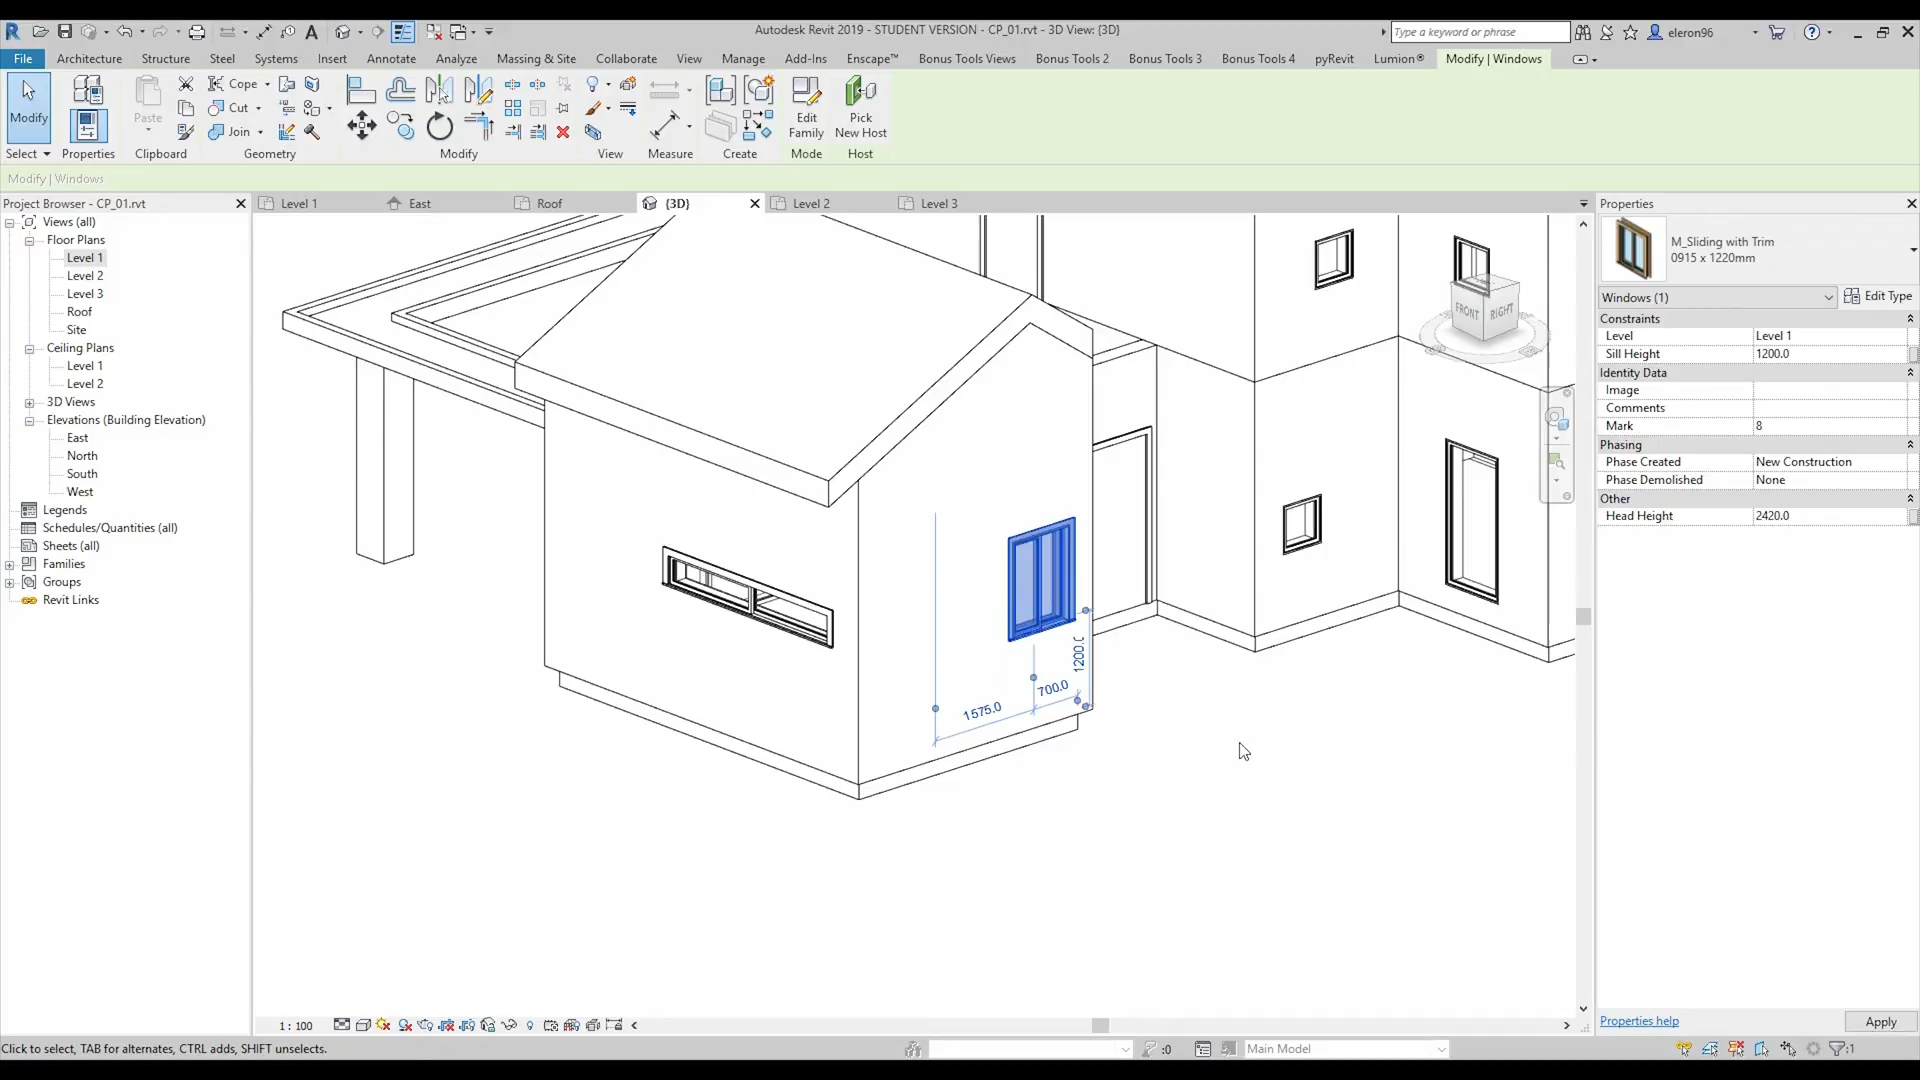 Autodesk Revit 2019 - STUDENT VERSION - CP_01.rvt - 3D View: {3D}
Type a keyword or phrase
eleron96
File Architecture Structure Steel Systems Insert Annotate Analyze Massing & Site Collaborate View Manage Add-Ins Enscape™ Bonus Tools Views Bonus Tools 2 Bonus Tools 3 Bonus Tools 4 pyRevit Lumion® Modify | Windows
Modify
Paste
Cope
Cut
Join
Edit Family
Pick New Host
Select Properties Clipboard Geometry Modify View Measure Create Mode Host
Modify | Windows
Project Browser - CP_01.rvt
Views (all)
Floor Plans
Level 1
Level 2
Level 3
Roof
Site
Ceiling Plans
Level 1
Level 2
3D Views
Elevations (Building Elevation)
East
North
South
West
Legends
Schedules/Quantities (all)
Sheets (all)
Families
Groups
Revit Links
Level 1 East Roof {3D} Level 2 Level 3
FRONT RIGHT
1200.0
700.0
1575.0
Properties
M_Sliding with Trim
0915 x 1220mm
Windows (1) Edit Type
Constraints
Level Level 1
Sill Height 1200.0
Identity Data
Image
Comments
Mark 8
Phasing
Phase Created New Construction
Phase Demolished None
Other
Head Height 2420.0
Properties help Apply
1 : 100
Click to select, TAB for alternates, CTRL adds, SHIFT unselects.
:0
Main Model
:1